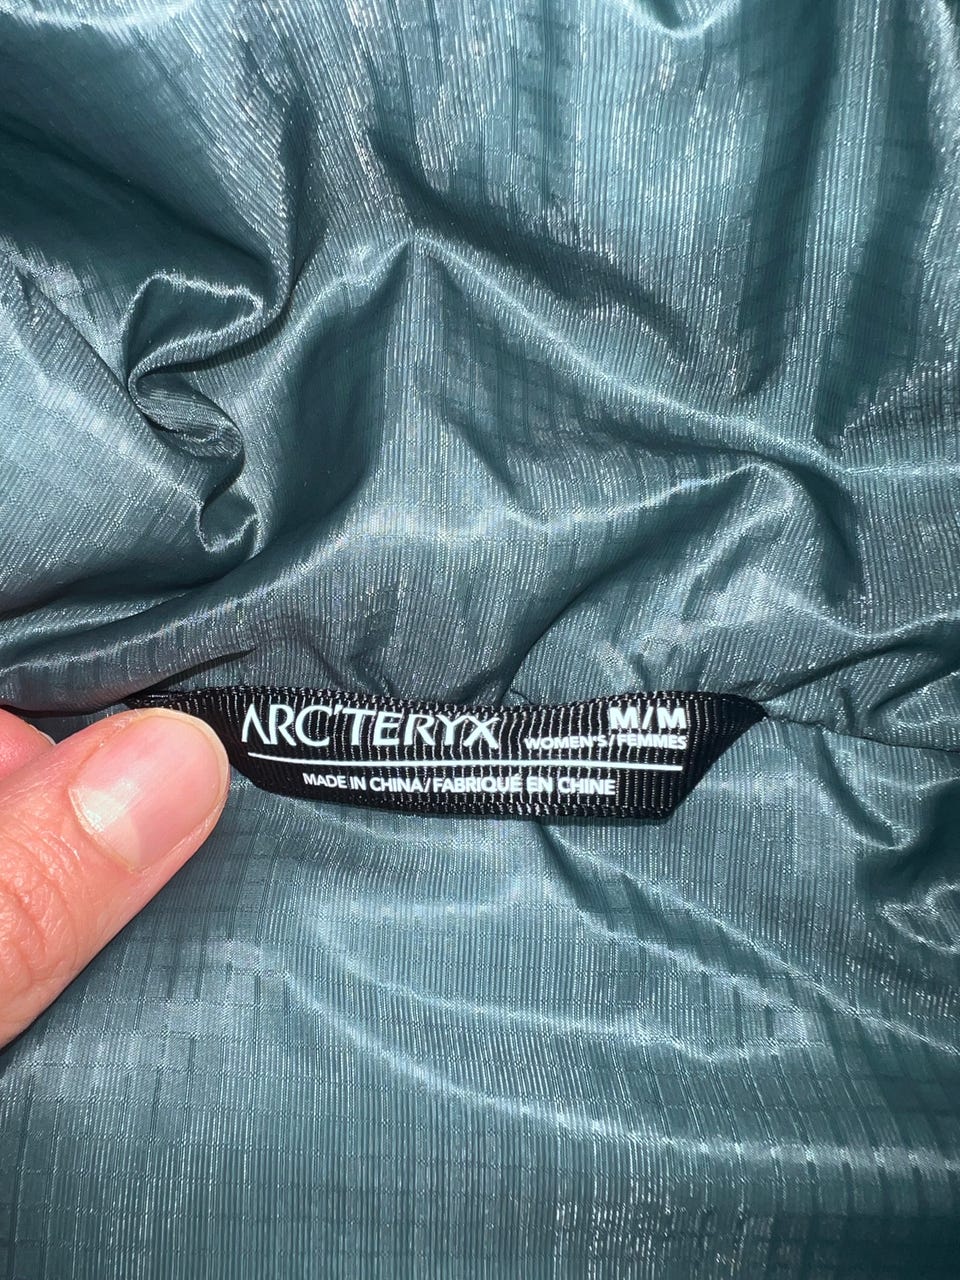 ARC'TERYX M/M
WOMEN'S/FEMMES
MADE IN CHINA/FABRIQUÉ EN CHINE